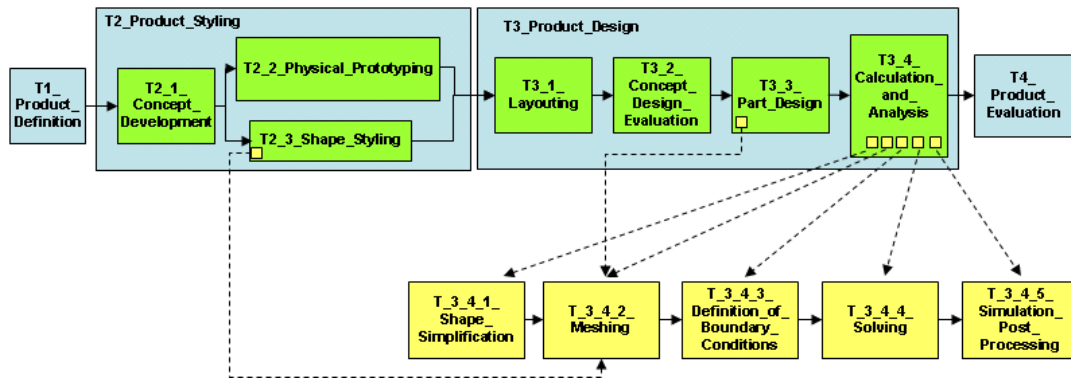 T2_Product_Styling
T3_Product_Design
T1_
Product_
Definition
T2_1_
Concept_
Development
T2_2_Physical_Prototyping
T2_3_Shape_Styling
T3_1_
Layouting
T3_2_
Concept_
Design_
Evaluation
T3_3_
Part_Design
T3_4_
Calculation_
and_
Analysis
T4_
Product_
Evaluation
T_3_4_1_
Shape_
Simplification
T_3_4_2_
Meshing
T_3_4_3_
Definition_of_
Boundary_
Conditions
T_3_4_4_
Solving
T_3_4_5_
Simulation_
Post_
Processing